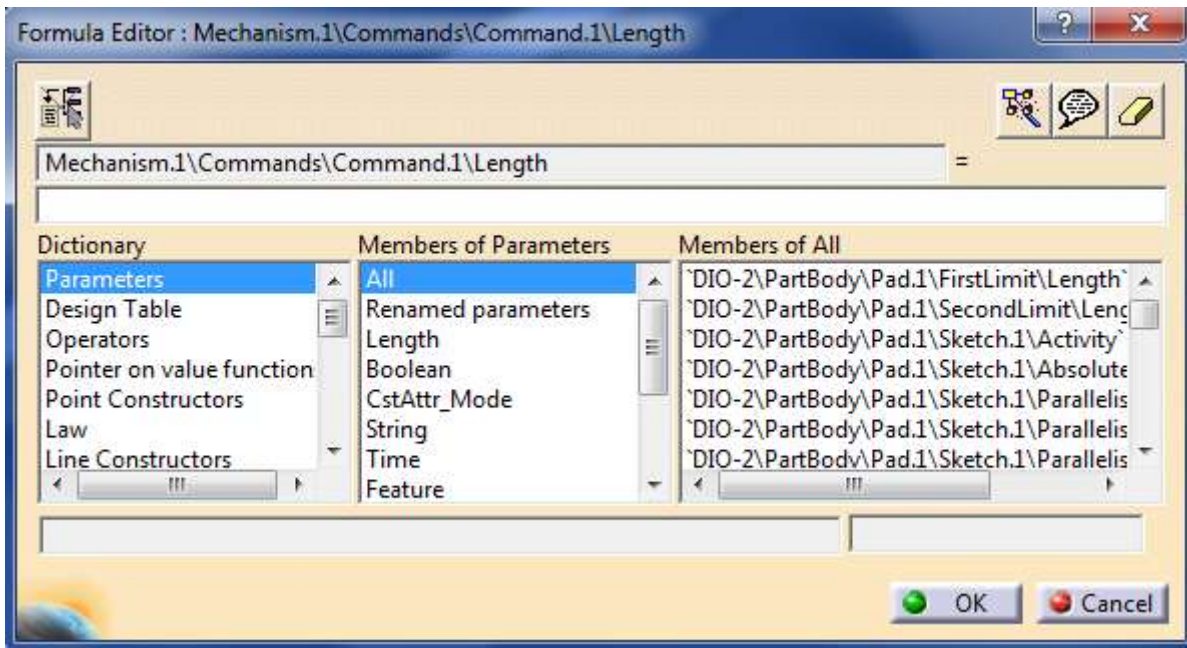 Formula Editor : Mechanism.1\Commands\Command.1\Length
?
Mechanism.1\Commands\Command.1\Length =
Dictionary
Parameters
Design Table
Operators
Pointer on value function
Point Constructors
Law
Line Constructors
Members of Parameters
All
Renamed parameters
Length
Boolean
CstAttr_Mode
String
Time
Feature
Members of All
`DIO-2\PartBody\Pad.1\FirstLimit\Length`
`DIO-2\PartBody\Pad.1\SecondLimit\Leng
`DIO-2\PartBody\Pad.1\Sketch.1\Activity`
`DIO-2\PartBody\Pad.1\Sketch.1\Absolute
`DIO-2\PartBody\Pad.1\Sketch.1\Parallelis
`DIO-2\PartBody\Pad.1\Sketch.1\Parallelis
`DIO-2\PartBody\Pad.1\Sketch.1\Parallelis
OK
Cancel